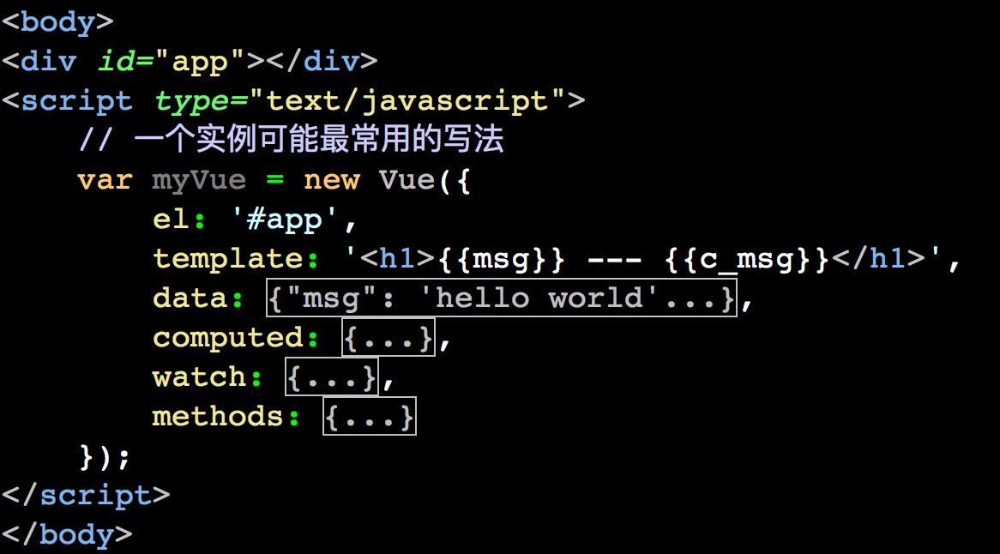 <body>
<div id="app"></div>
<script type="text/javascript">
    // 一个实例可能最常用的写法
    var myVue = new Vue({
        el: '#app',
        template: '<h1>{{msg}} --- {{c_msg}}</h1>',
        data: {"msg": 'hello world'...},
        computed: {...},
        watch: {...},
        methods: {...}
    });
</script>
</body>